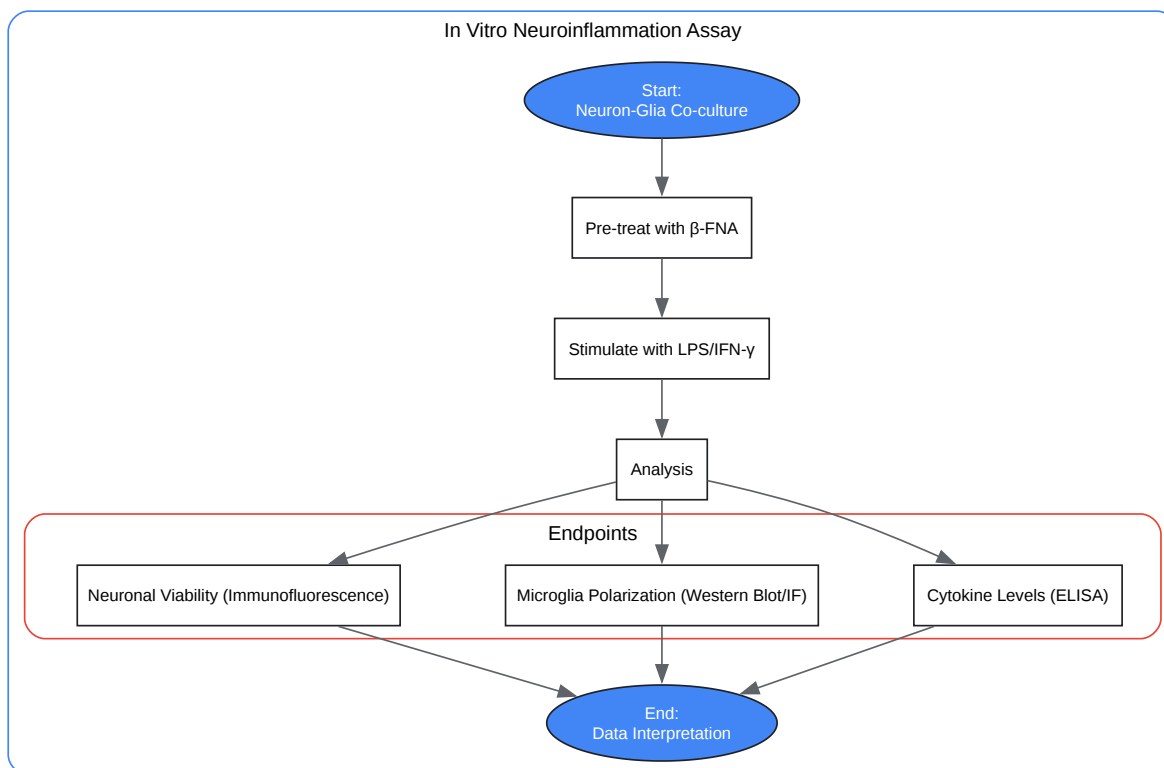 In Vitro Neuroinflammation Assay
Start:
Neuron-Glia Co-culture
Pre-treat with β-FNA
Stimulate with LPS/IFN-γ
Analysis
Endpoints
Neuronal Viability (Immunofluorescence)
Microglia Polarization (Western Blot/IF)
Cytokine Levels (ELISA)
End:
Data Interpretation